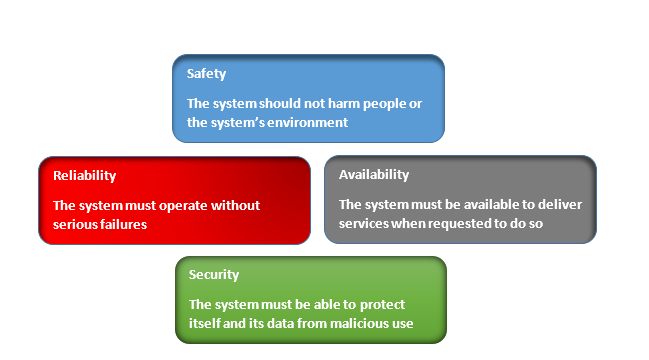 Safety
The system should not harm people or
the system's environment
Reliability
The system must operate without
serious failures
Availability
The system must be available to deliver
services when requested to do so
Security
The system must be able to protect
itself and its data from malicious use